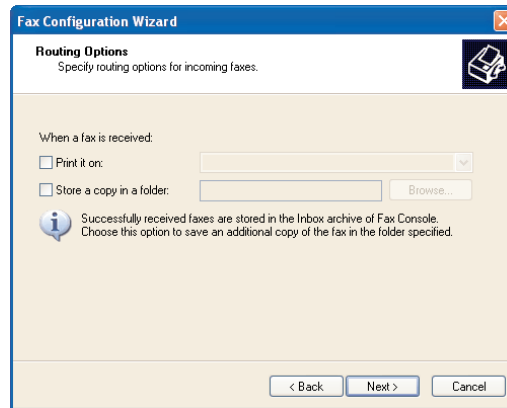 Fax Configuration Wizard
Routing Options
Specify routing options for incoming faxes.
When a fax is received:
Print it on:
Store a copy in a folder:
Browse...
Successfully received faxes are stored in the Inbox archive of Fax Console.
Choose this option to save an additional copy of the fax in the folder specified.
< Back
Next >
Cancel